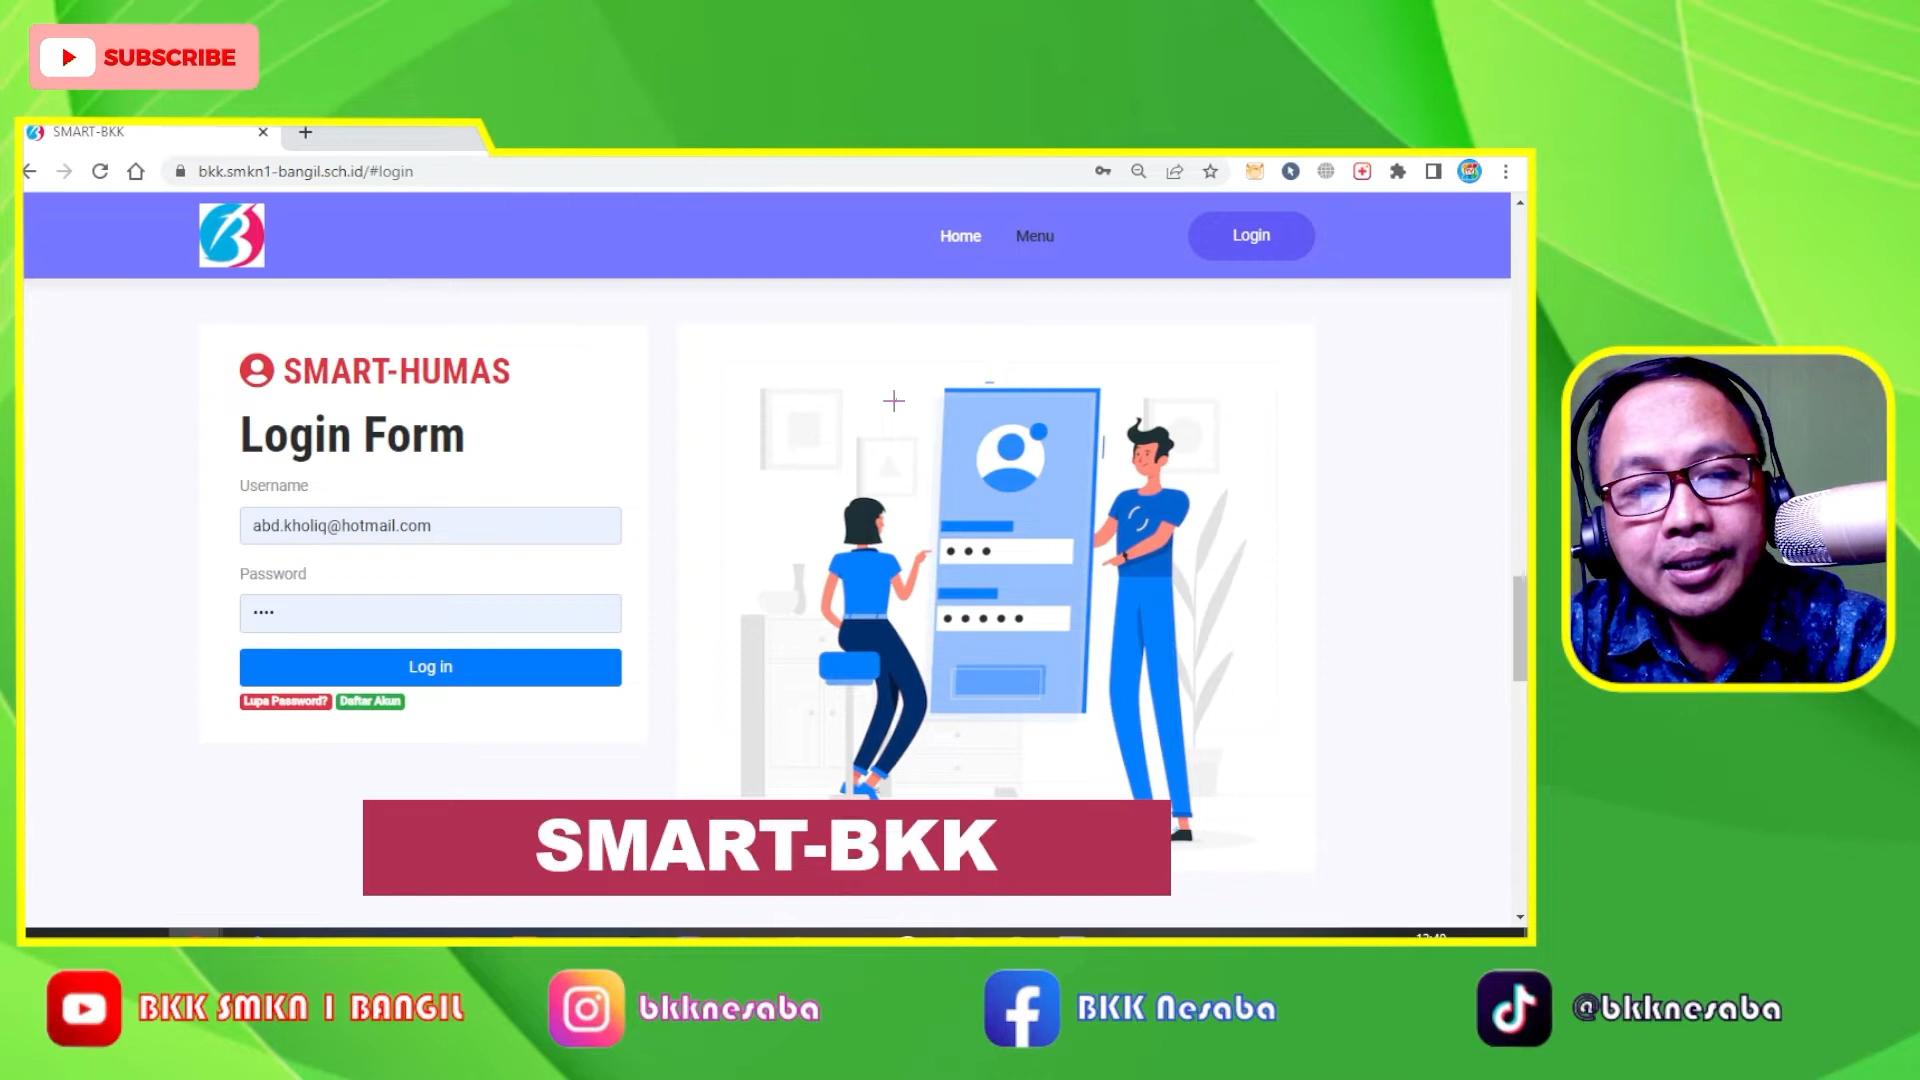 SUBSCRIBE
SMART-BKK
bkk.smkn1-bangil.sch.id/#login
Home
Menu
Login
SMART-HUMAS
Login Form
Username
abd.kholiq@hotmail.com
Password
Log in
Lupa Password?
Daftar Akun
SMART-BKK
BKK SMKN 1 BANGIL
bkknesaba
BKK Nesaba
@bkknesaba